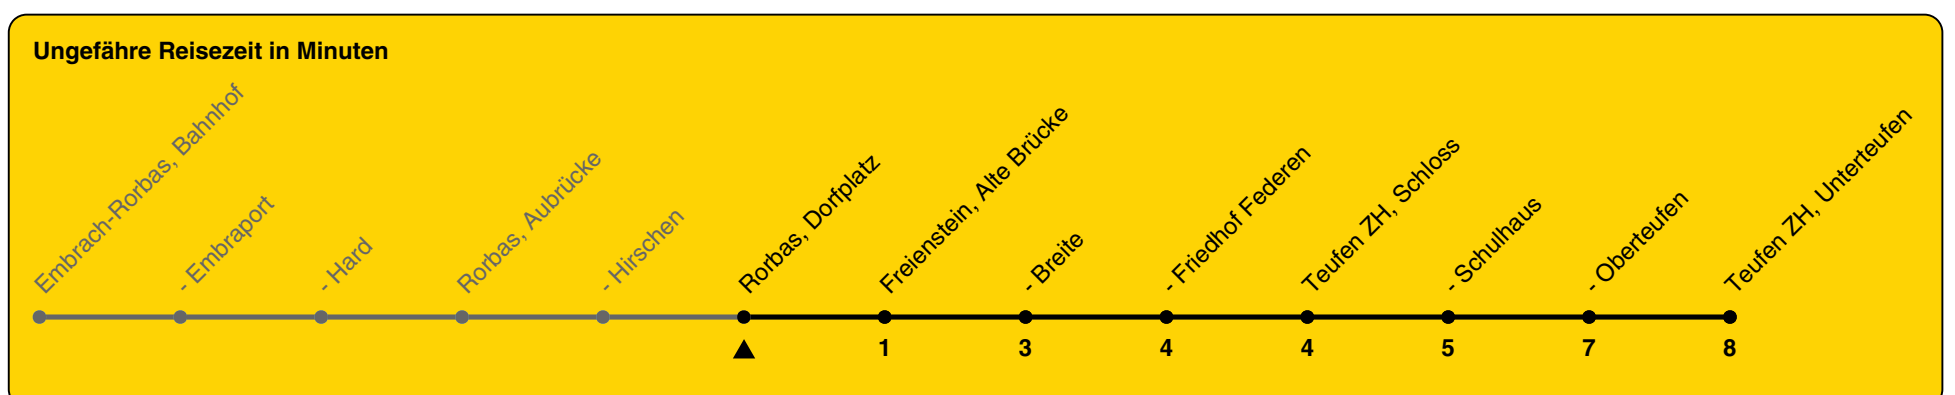 Ungefähre Reisezeit in Minuten
Embrach-Rorbas, Bahnhof
- Embraport
- Hard
Rorbas, Aubrücke
- Hirschen
Rorbas, Dorfplatz
Freienstein, Alte Brücke
- Breite
- Friedhof Federen
Teufen ZH, Schloss
- Schulhaus
- Oberteufen
Teufen ZH, Unterteufen
1 3 4 4 5 7 8